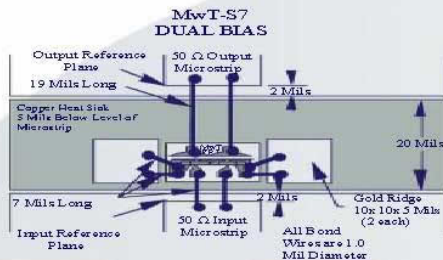 MwT-S7
DUAL BIAS
Output Reference
Plane
50 Ω Output
Microstrip
19 Mils Long
2 Mils
Copper Heat Sink
5 Mils Below Level of
Microstrip
MwT
20 Mils
7 Mils Long
2 Mils
Gold Ridge
10x 10x 5 Mils
(2 each)
Input Reference
Plane
50 Ω Input
Microstrip
All Bond
Wires are 1.0
Mil Diameter